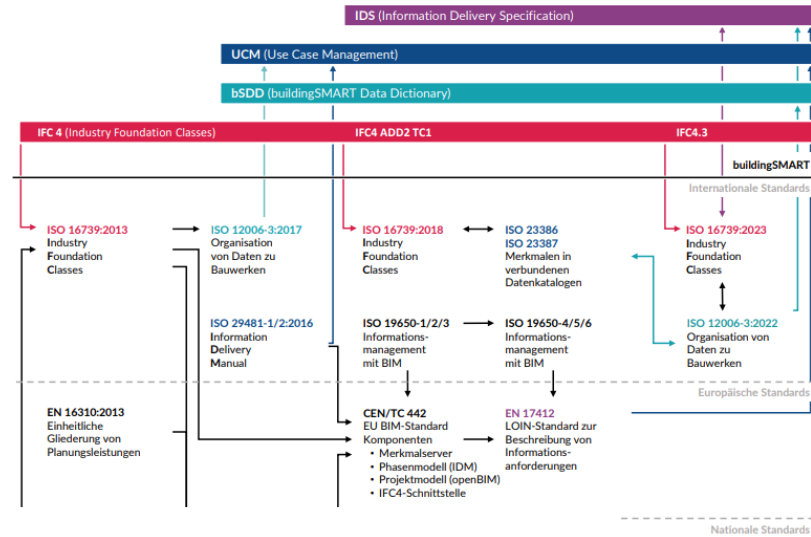 IDS (Information Delivery Specification)
UCM (Use Case Management)
bSDD (buildingSMART Data Dictionary)
IFC 4 (Industry Foundation Classes)
IFC4 ADD2 TC1
IFC4.3
buildingSMART
Internationale Standards
ISO 16739:2013
Industry
Foundation
Classes
ISO 12006-3:2017
Organisation
von Daten zu
Bauwerken
ISO 16739:2018
Industry
Foundation
Classes
ISO 23386
ISO 23387
Merkmalen in
verbundenen
Datenkatalogen
ISO 16739:2023
Industry
Foundation
Classes
ISO 29481-1/2:2016
Information
Delivery
Manual
ISO 19650-1/2/3
Informations-
management
mit BIM
ISO 19650-4/5/6
Informations-
management
mit BIM
ISO 12006-3:2022
Organisation von
Daten zu
Bauwerken
Europäische Standards
EN 16310:2013
Einheitliche
Gliederung von
Planungsleistungen
CEN/TC 442
EU BIM-Standard
Komponenten
• Merkmalserver
• Phasenmodell (IDM)
• Projektmodell (openBIM)
• IFC4-Schnittstelle
EN 17412
LOIN-Standard zur
Beschreibung von
Informations-
anforderungen
Nationale Standards